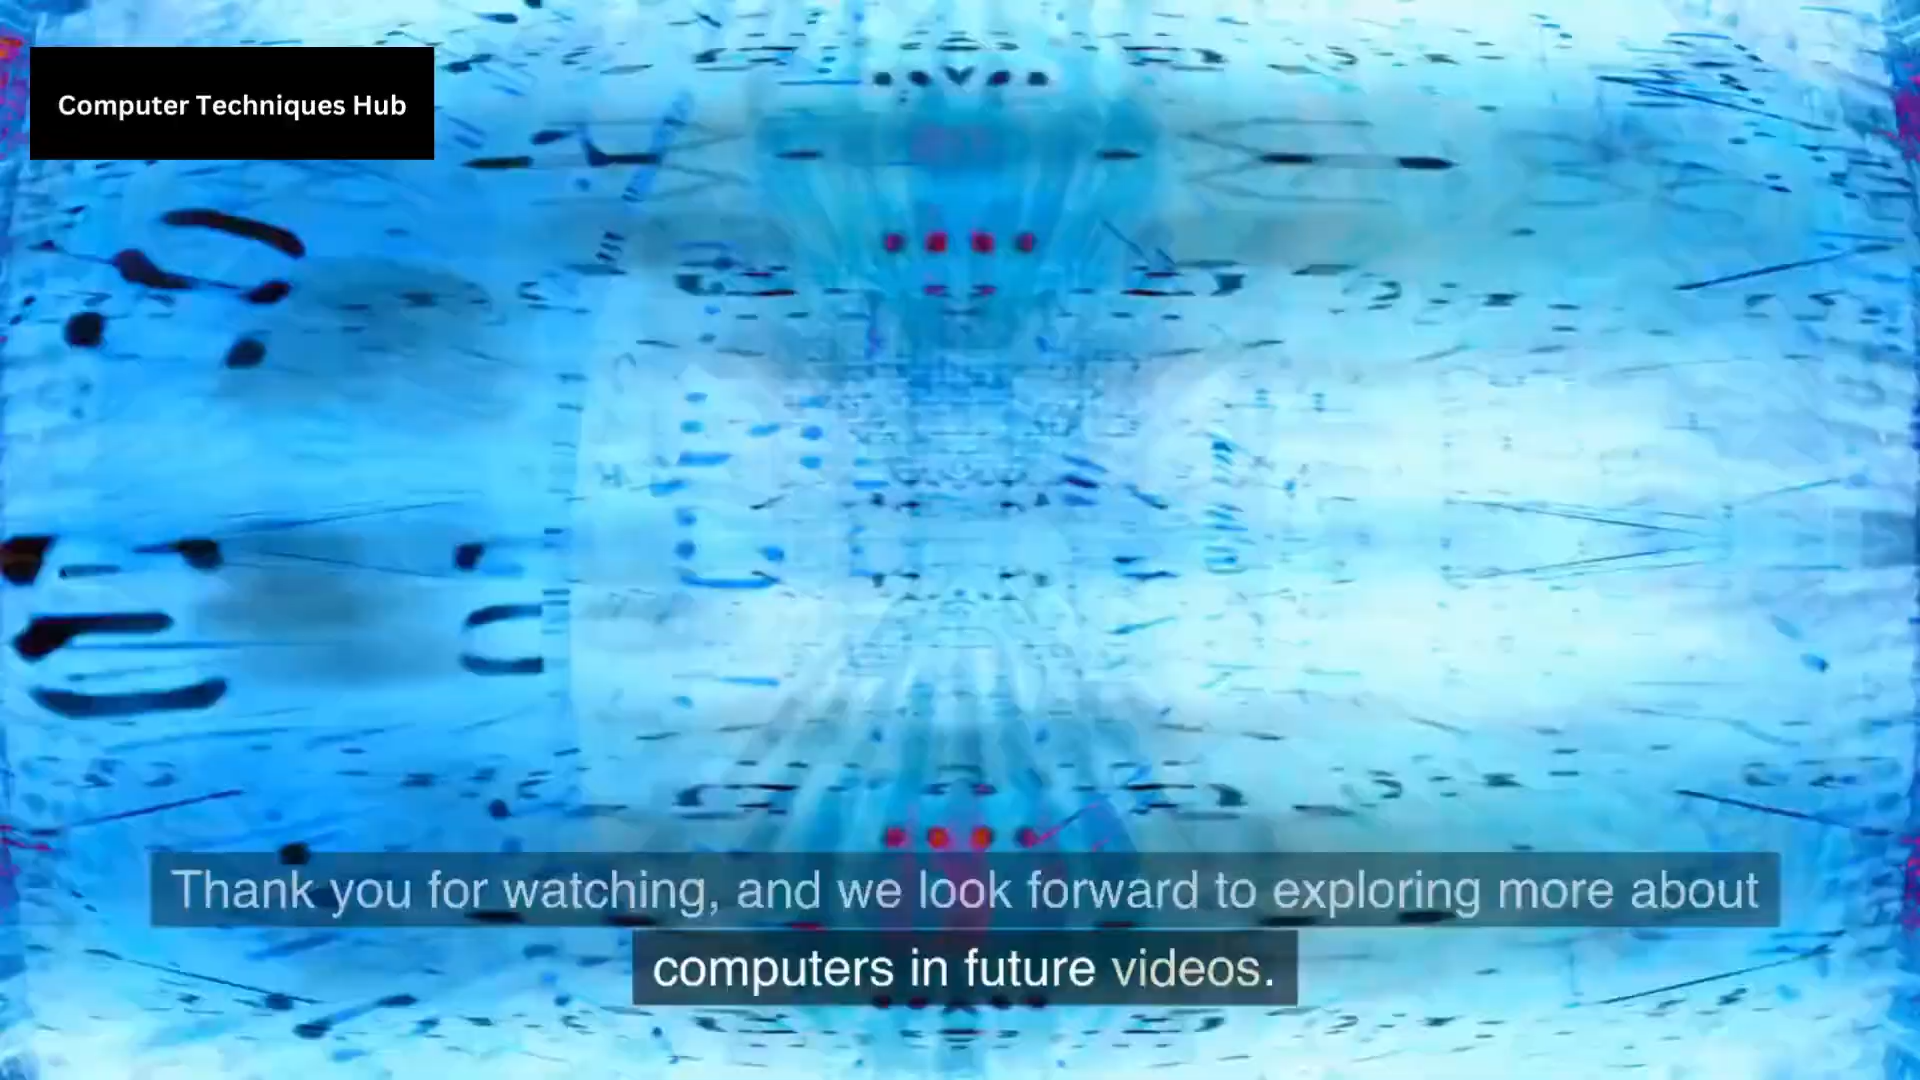 Computer Techniques Hub
Thank you for watching, and we look forward to exploring more about
computers in future videos.